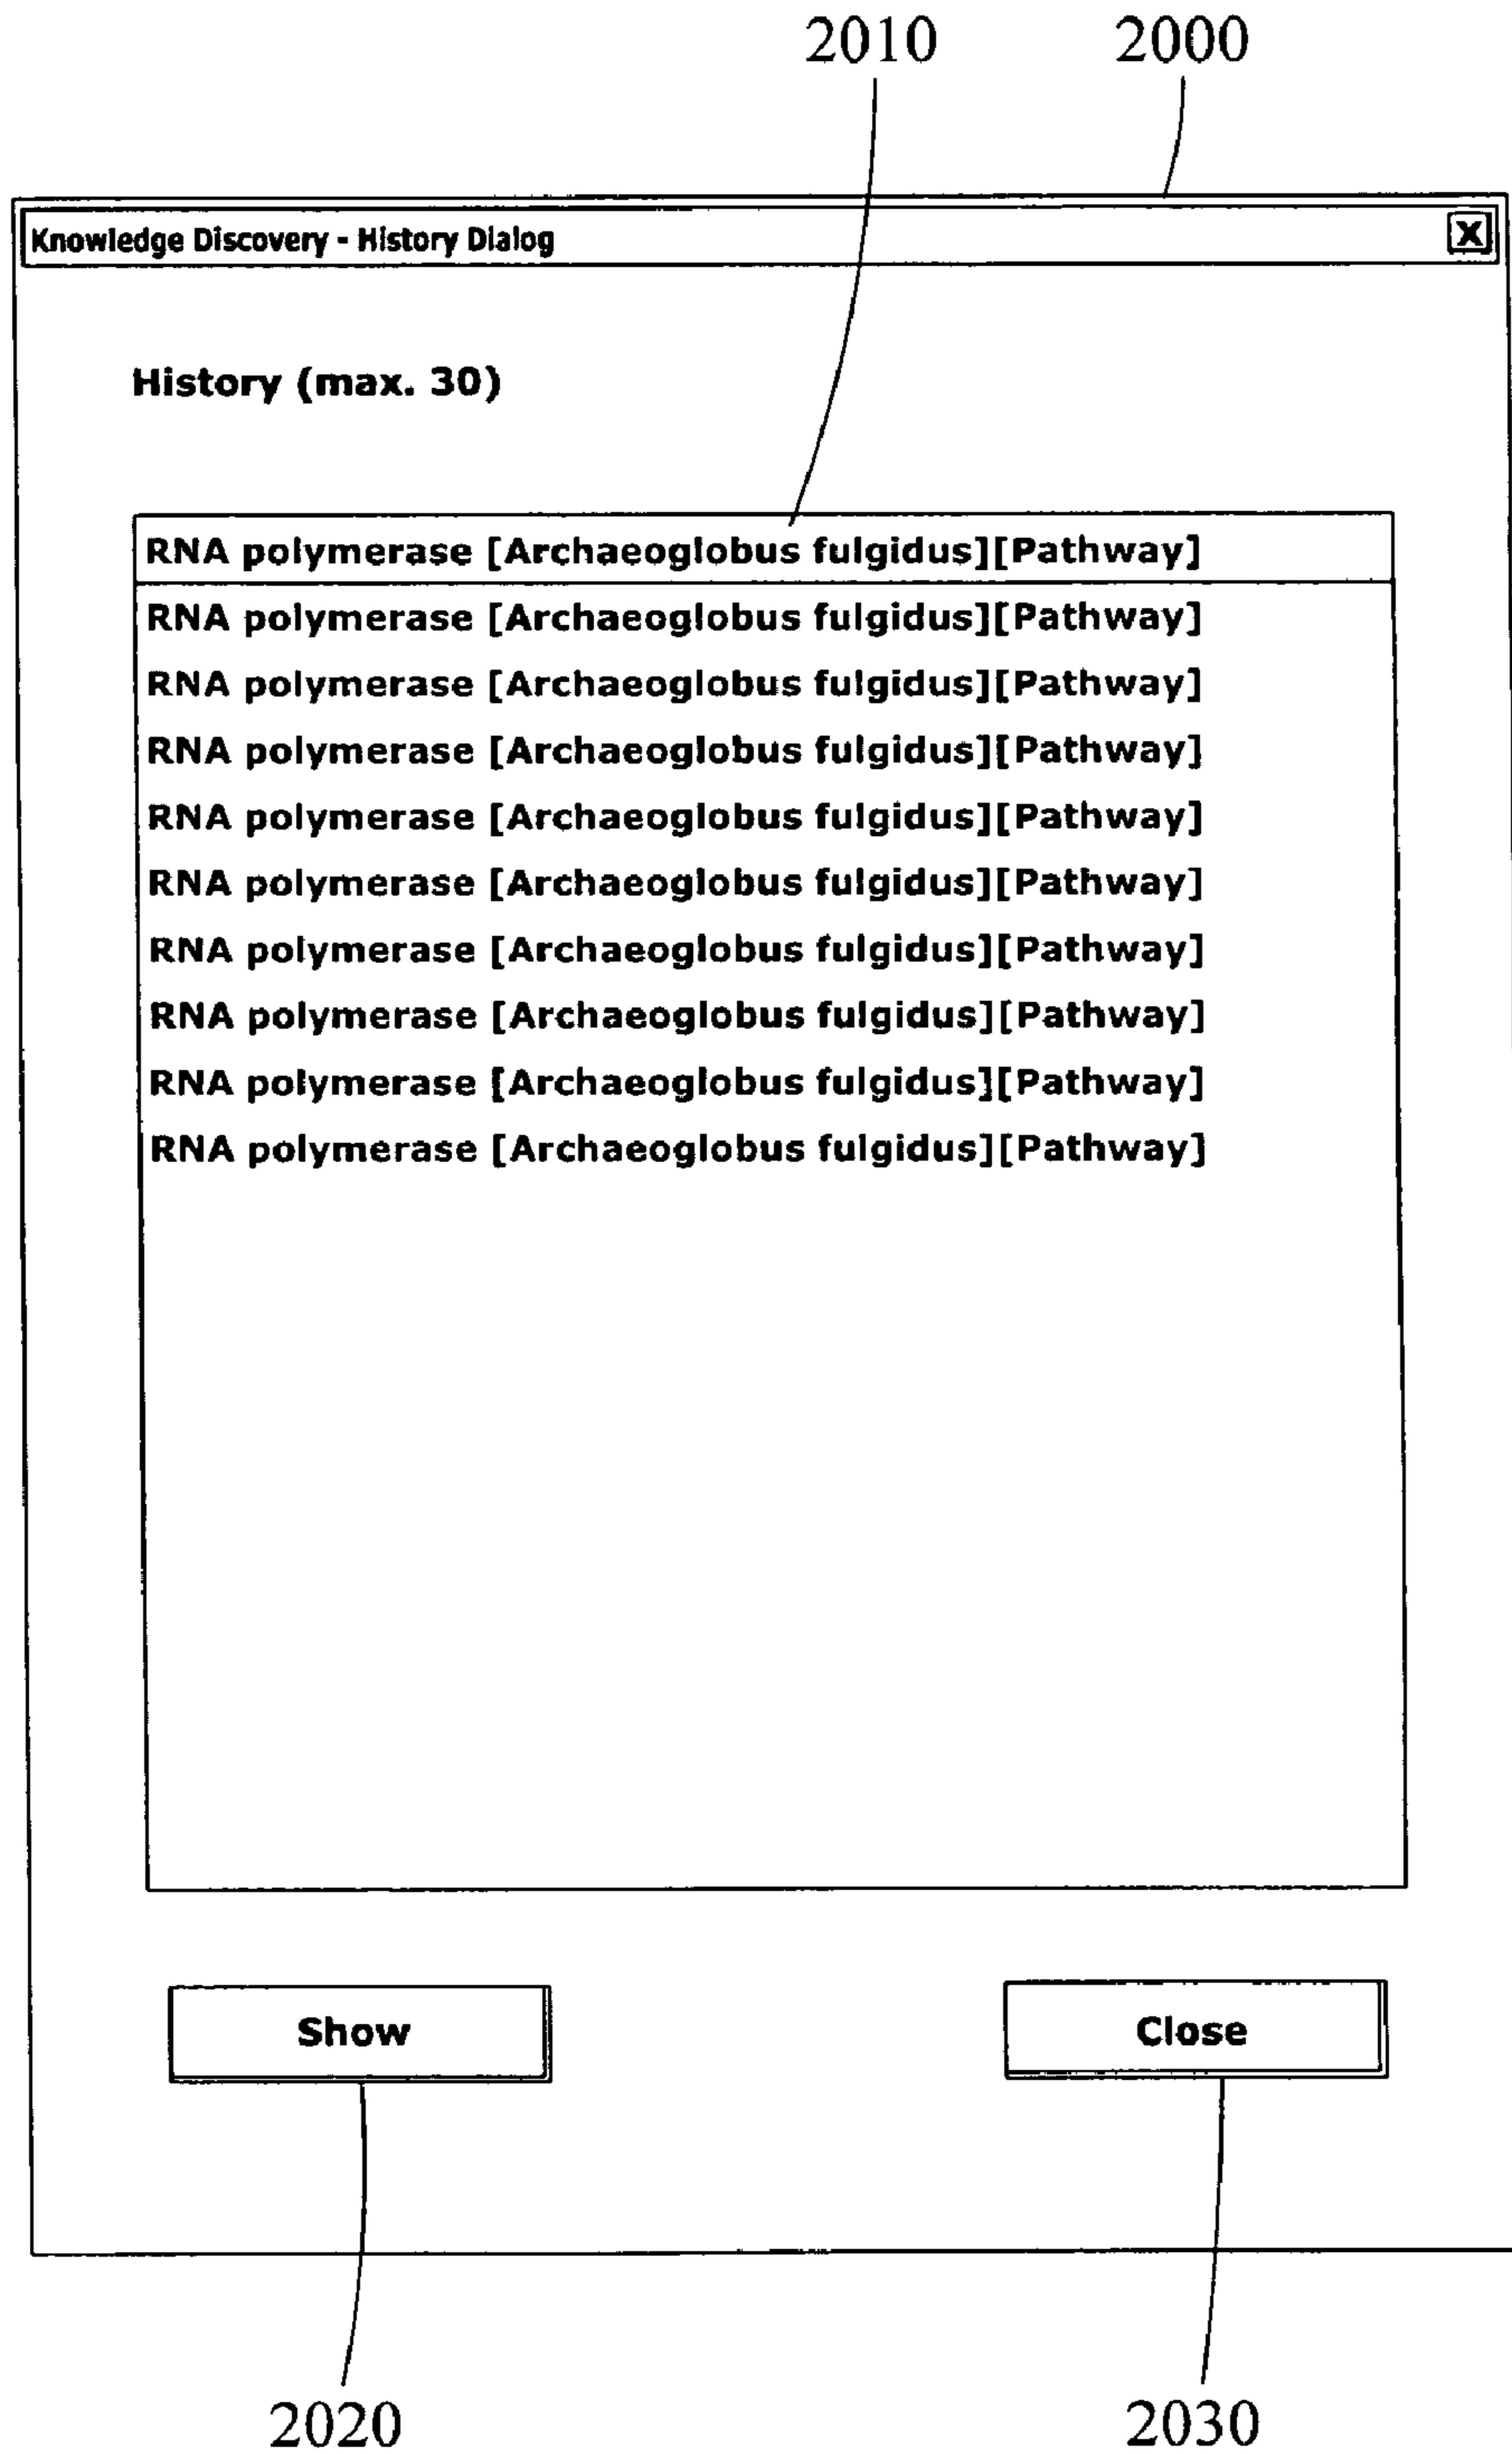 2010 2000
Knowledge Discovery - History Dialog X
History (max. 30)
RNA polymerase [Archaeoglobus fulgidus][Pathway]
RNA polymerase [Archaeoglobus fulgidus][Pathway]
RNA polymerase [Archaeoglobus fulgidus][Pathway]
RNA polymerase [Archaeoglobus fulgidus][Pathway]
RNA polymerase [Archaeoglobus fulgidus][Pathway]
RNA polymerase [Archaeoglobus fulgidus][Pathway]
RNA polymerase [Archaeoglobus fulgidus][Pathway]
RNA polymerase [Archaeoglobus fulgidus][Pathway]
RNA polymerase [Archaeoglobus fulgidus][Pathway]
RNA polymerase [Archaeoglobus fulgidus][Pathway]
Show Close
2020 2030